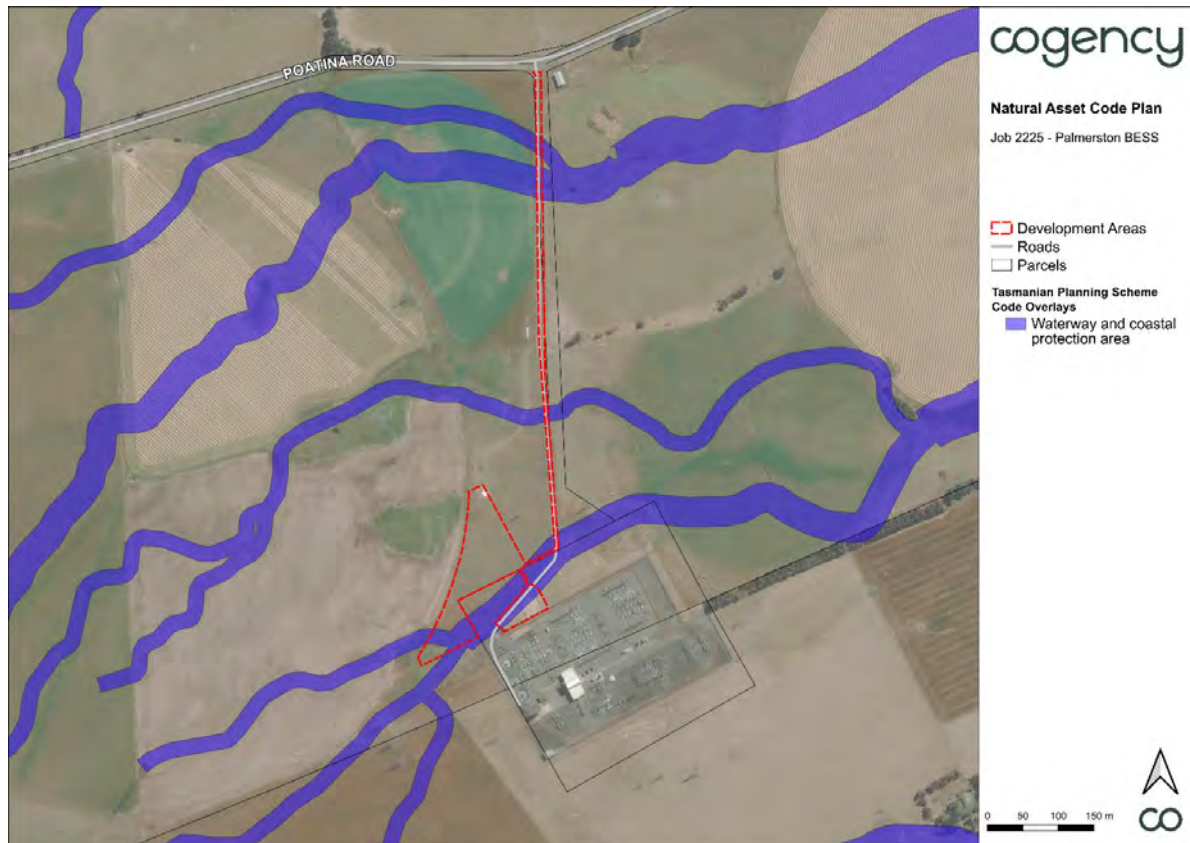 POATINA ROAD
cogency
Natural Asset Code Plan
Job 2225 - Palmerston BESS
Development Areas
Roads
Parcels
Tasmanian Planning Scheme
Code Overlays
Waterway and coastal
protection area
0 50 100 150 m
CO